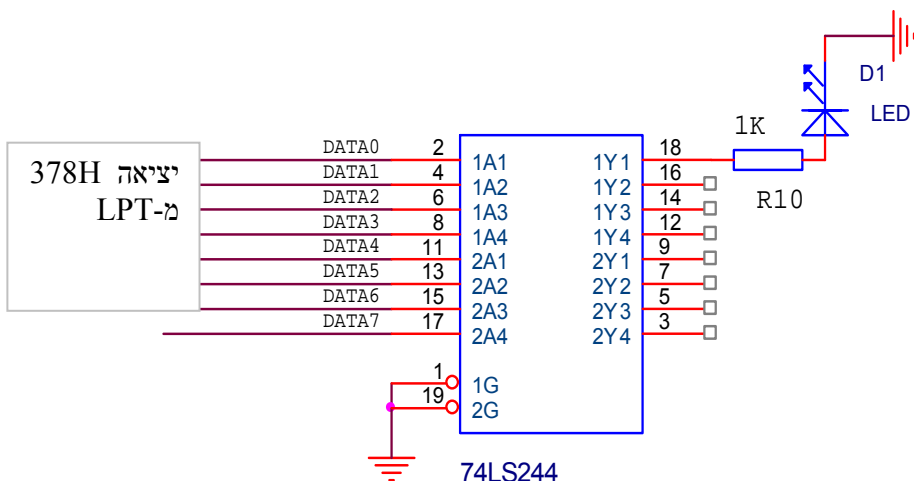 יציאה 378H
מ-LPT
DATA0
DATA1
DATA2
DATA3
DATA4
DATA5
DATA6
DATA7
2
4
6
8
11
13
15
17
1
19
1A1
1A2
1A3
1A4
2A1
2A2
2A3
2A4
1G
2G
1Y1
1Y2
1Y3
1Y4
2Y1
2Y2
2Y3
2Y4
18
16
14
12
9
7
5
3
74LS244
1K
R10
D1
LED